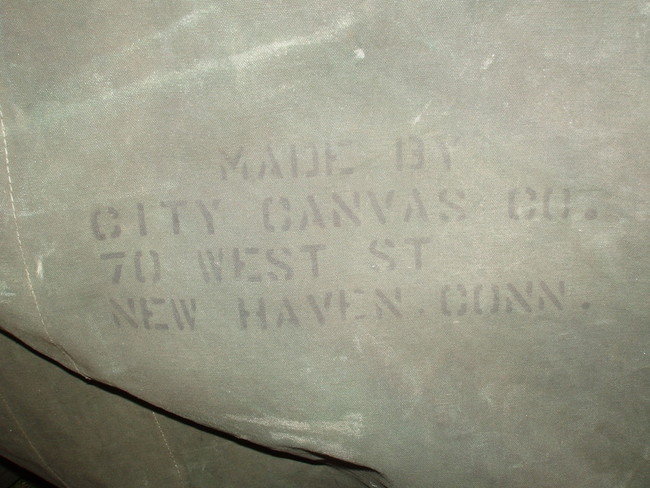 MADE BY
CITY CANVAS CO.
70 WEST ST
NEW HAVEN. CONN.